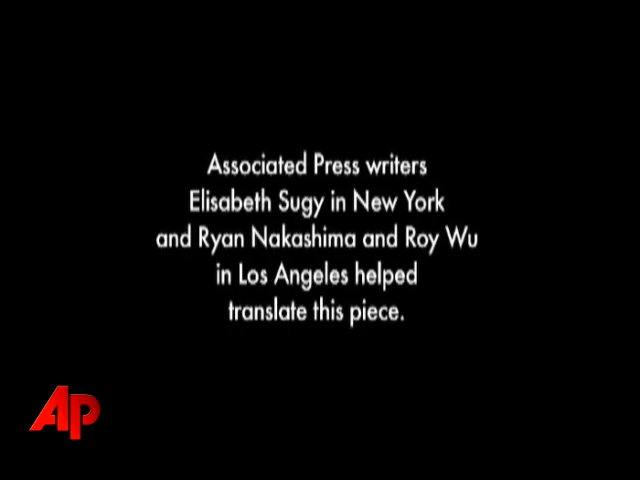 Associated Press writers
Elisabeth Sugy in New York
and Ryan Nakashima and Roy Wu
in Los Angeles helped
translate this piece.
AP